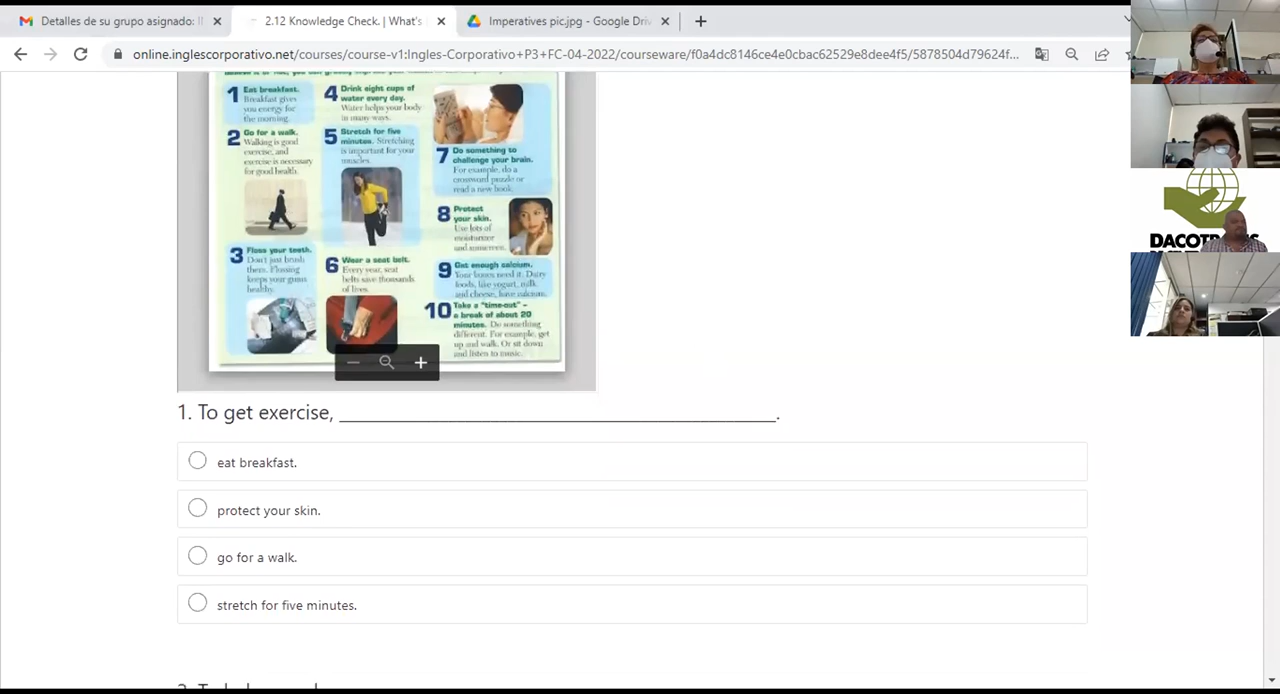 Detalles de su grupo asignado: I
2.12 Knowledge Check. | What's
Imperatives pic.jpg - Google Driv
online.inglescorporativo.net/courses/course-v1:Ingles-Corporativo+P3+FC-04-2022/courseware/f0a4dc8146ce4e0cbac62529e8dee4f5/5878504d79624f...
1 Eat breakfast.
Breakfast gives
you energy for
the morning.
2 Go for a walk.
Walking is good
exercise, and
exercise is necessary
for good health.
3 Floss your teeth.
Don't just brush
them. Flossing
keeps your gums
healthy.
4 Drink eight cups of
water every day.
Water helps your body
in many ways.
5 Stretch for five
minutes. Stretching
is important for your
muscles.
6 Wear a seat belt.
Every year, seat
belts save thousands
of lives.
7 Do something to
challenge your brain.
For example, do a
crossword puzzle or
read a new book.
8 Protect
your skin.
Use lots of
moisturizer
and sunscreen.
9 Get enough calcium.
Your bones need it. Dairy
foods, like yogurt, milk
and cheese, have calcium.
10 Take a "time-out" –
a break of about 20
minutes. Do something
different. For example, get
up and walk. Or sit down
and listen to music.
1. To get exercise, ________________________________________.
eat breakfast.
protect your skin.
go for a walk.
stretch for five minutes.